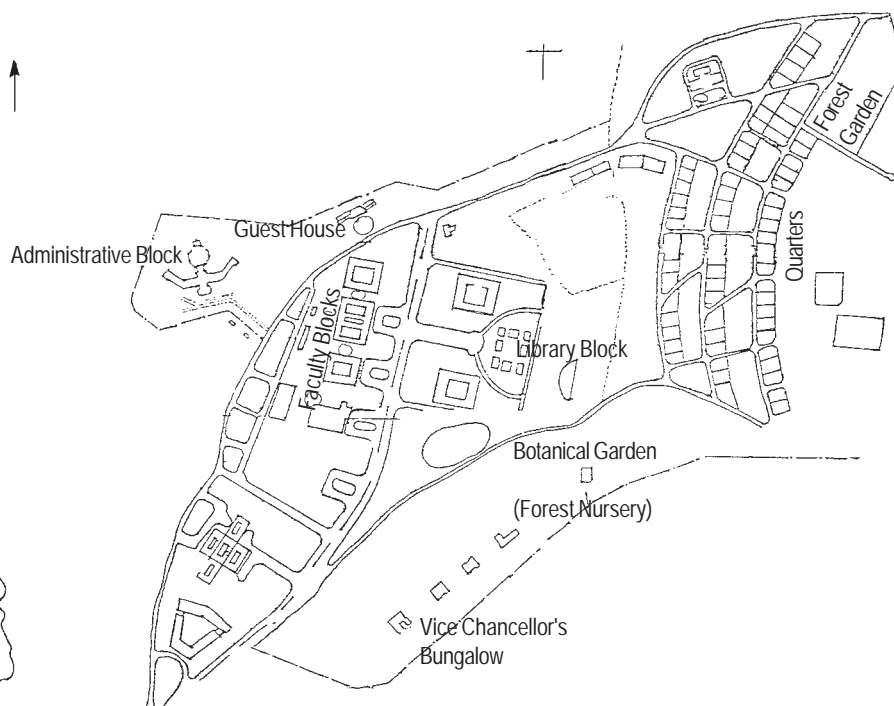 Forest
Garden
Guest House
Administrative Block
Quarters
Faculty Blocks
Library Block
Botanical Garden
(Forest Nursery)
Vice Chancellor's
Bungalow